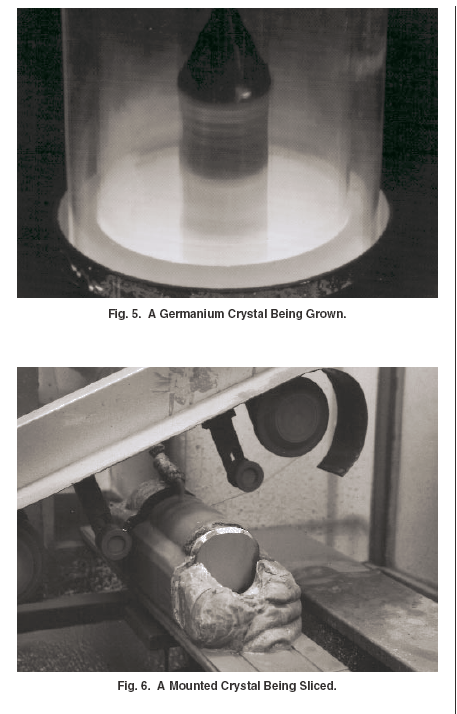 Fig. 5. A Germanium Crystal Being Grown.
Fig. 6. A Mounted Crystal Being Sliced.